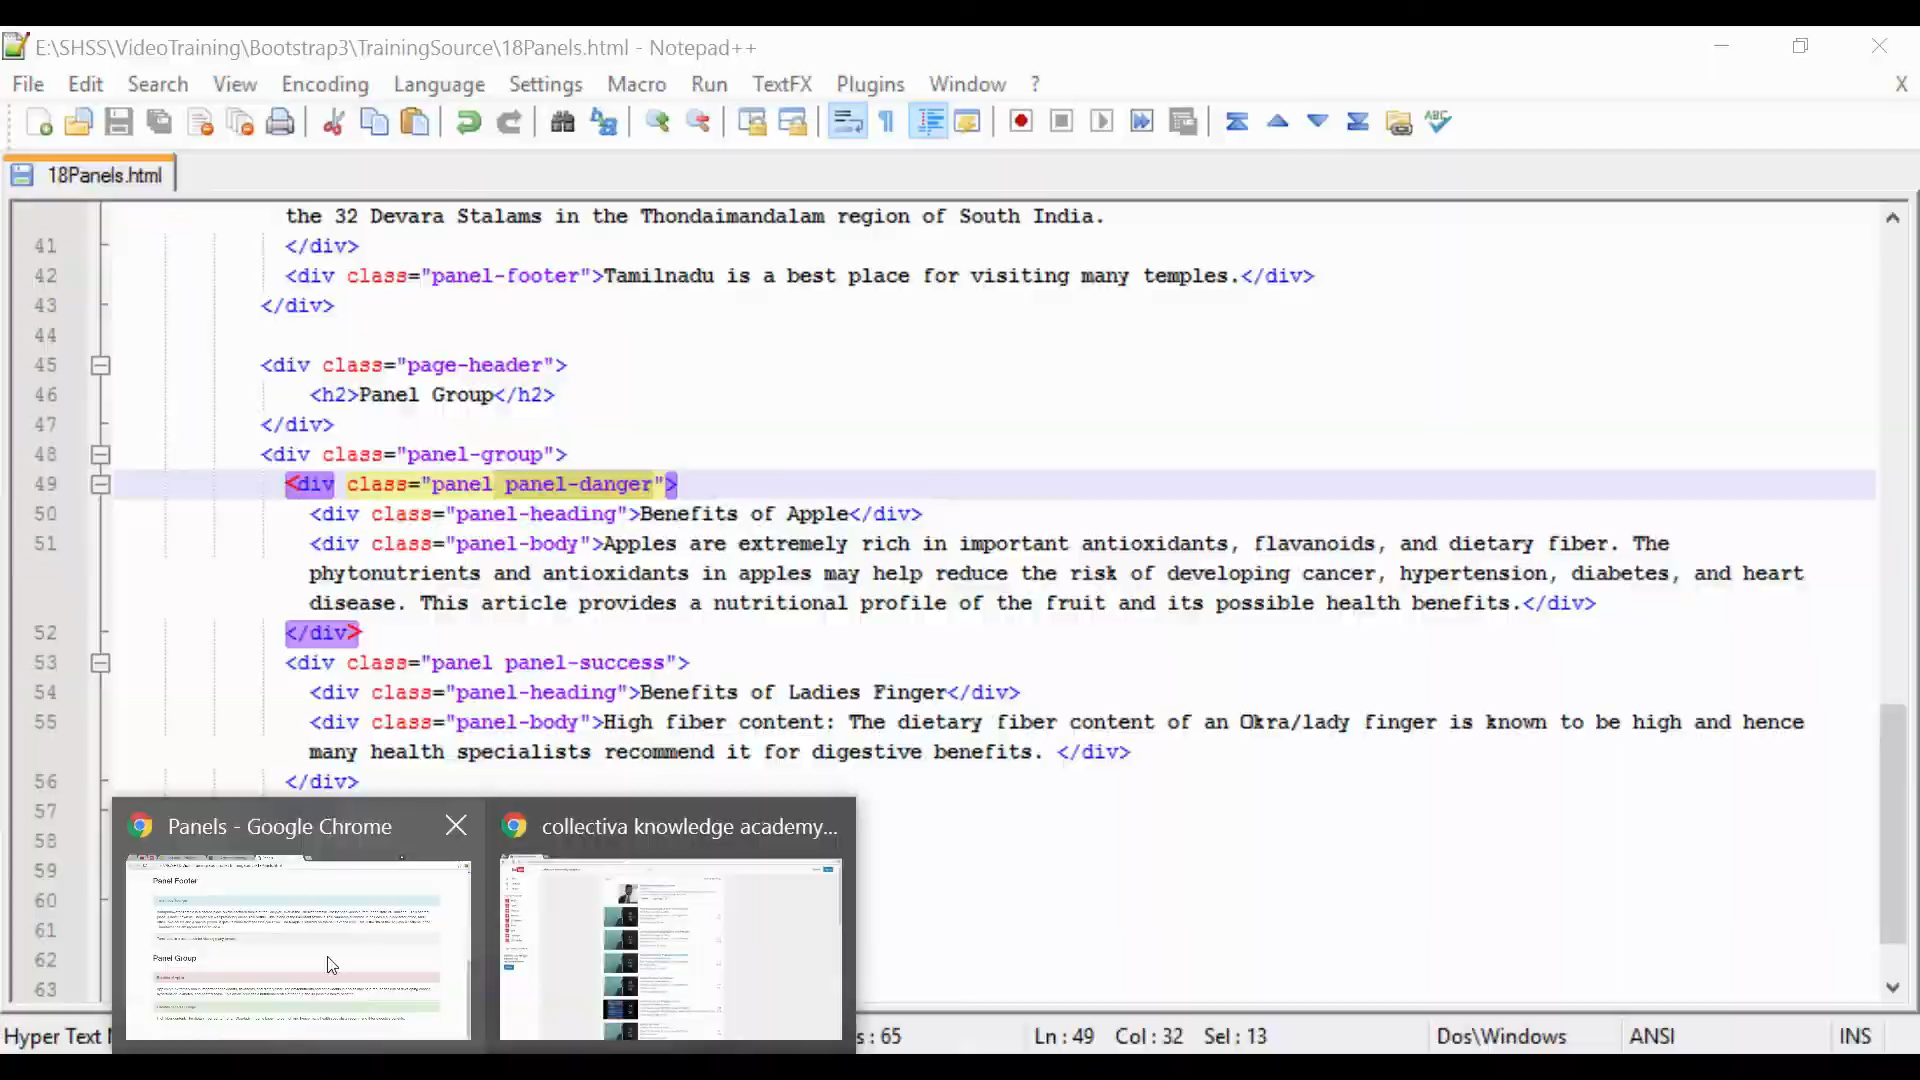 E:\SHSS\VideoTraining\Bootstrap3\TrainingSource\18Panels.html - Notepad++
File Edit Search View Encoding Language Settings Macro Run TextFX Plugins Window ? X
ABC
18Panels.html
the 32 Devara Stalams in the Thondaimandalam region of South India.
41 </div>
42 <div class="panel-footer">Tamilnadu is a best place for visiting many temples.</div>
43 </div>
44
45 <div class="page-header">
46 <h2>Panel Group</h2>
47 </div>
48 <div class="panel-group">
49 <div class="panel panel-danger">
50 <div class="panel-heading">Benefits of Apple</div>
51 <div class="panel-body">Apples are extremely rich in important antioxidants, flavanoids, and dietary fiber. The
phytonutrients and antioxidants in apples may help reduce the risk of developing cancer, hypertension, diabetes, and heart
disease. This article provides a nutritional profile of the fruit and its possible health benefits.</div>
52 </div>
53 <div class="panel panel-success">
54 <div class="panel-heading">Benefits of Ladies Finger</div>
55 <div class="panel-body">High fiber content: The dietary fiber content of an Okra/lady finger is known to be high and hence
many health specialists recommend it for digestive benefits. </div>
56 </div>
57
58
59
60
61
62
63
Panels - Google Chrome
collectiva knowledge academy...
Panel Footer
Panel Group
Hyper Text
s : 65 Ln : 49 Col : 32 Sel : 13 Dos\Windows ANSI INS